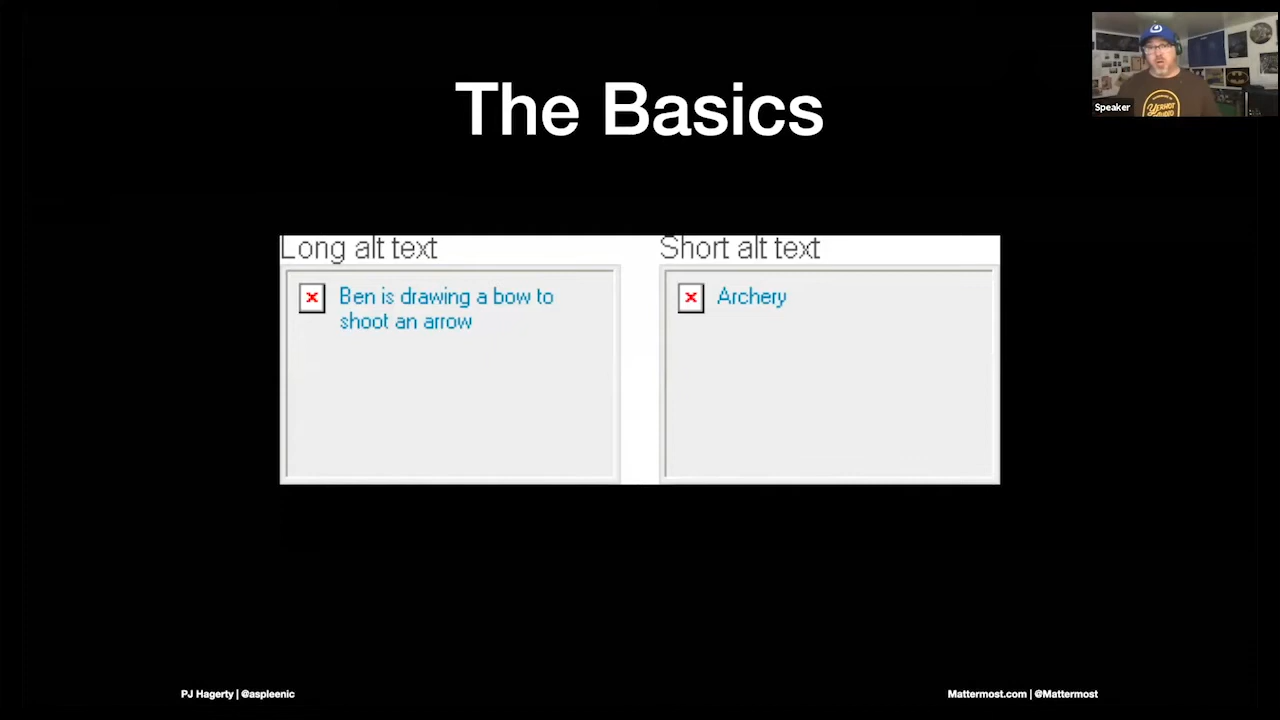 The Basics
Speaker
Long alt text
Short alt text
Ben is drawing a bow to
shoot an arrow
Archery
PJ Hagerty | @aspleenic
Mattermost.com | @Mattermost